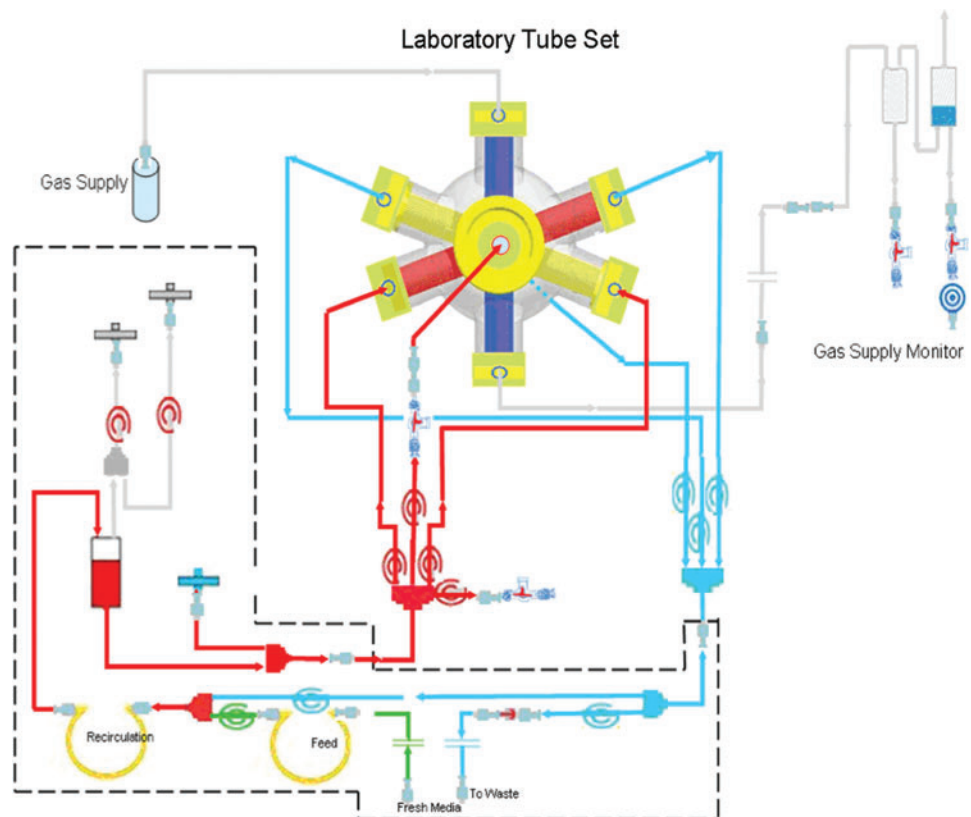 Laboratory Tube Set
Gas Supply
Gas Supply Monitor
Recirculation
Feed
Fresh Media
To Waste